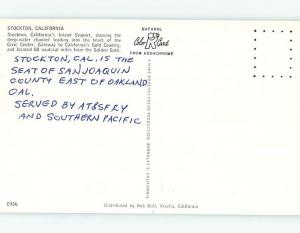 STOCKTON, CALIFORNIA
Stockton, California's Inland Seaport, showing the
deep-water channel leading into the heart of the
Civic Center. Gateway to California's Gold Country,
and located 88 nautical miles from the Golden Gate.
STOCKTON, CAL. IS THE
SEAT OF SAN JOAQUIN
COUNTY EAST OF OAKLAND
CAL.
SERVED BY AT&SFRY
AND SOUTHERN PACIFIC
NATURAL
Color
FROM KODACHROME
C936
Distributed by Bob Bell, Visalia, California